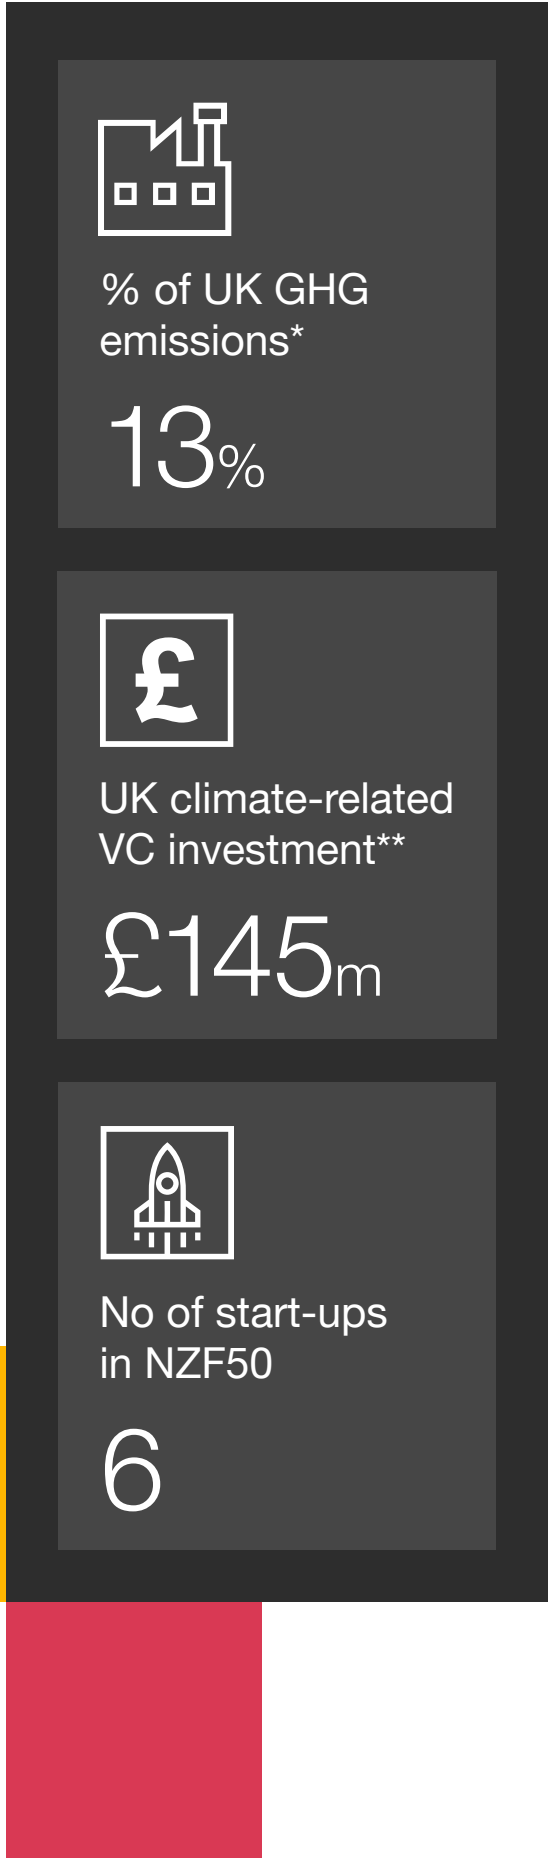 % of UK GHG
emissions*
13%
£
UK climate-related
VC investment**
£145m
No of start-ups
in NZF50
6